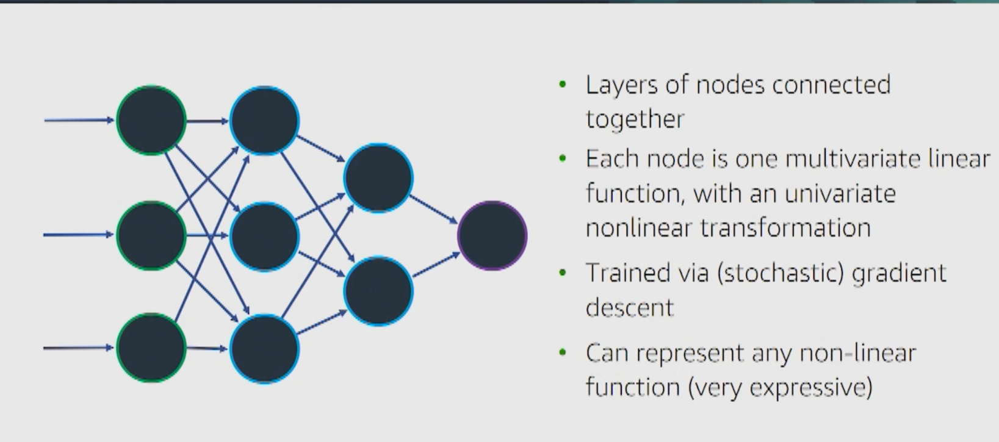 • Layers of nodes connected
together
• Each node is one multivariate linear
function, with an univariate
nonlinear transformation
• Trained via (stochastic) gradient
descent
• Can represent any non-linear
function (very expressive)